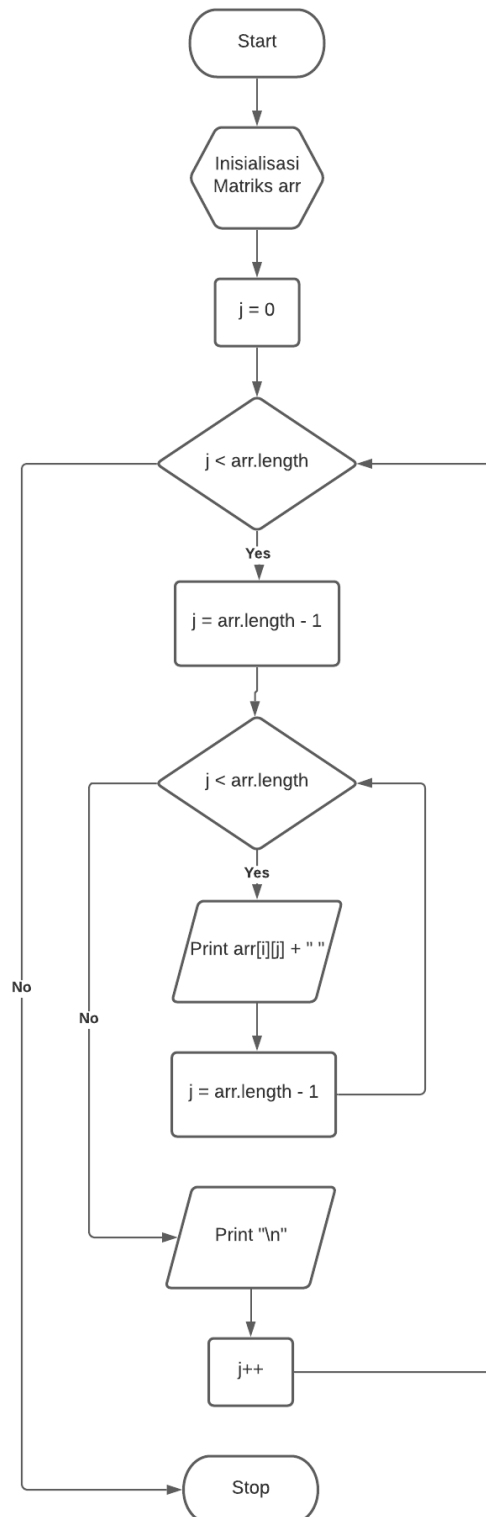 Start
Inisialisasi
Matriks arr
j = 0
j < arr.length
Yes
j = arr.length - 1
j < arr.length
Yes
Print arr[i][j] + " "
No
No
j = arr.length - 1
Print "\n"
j++
Stop